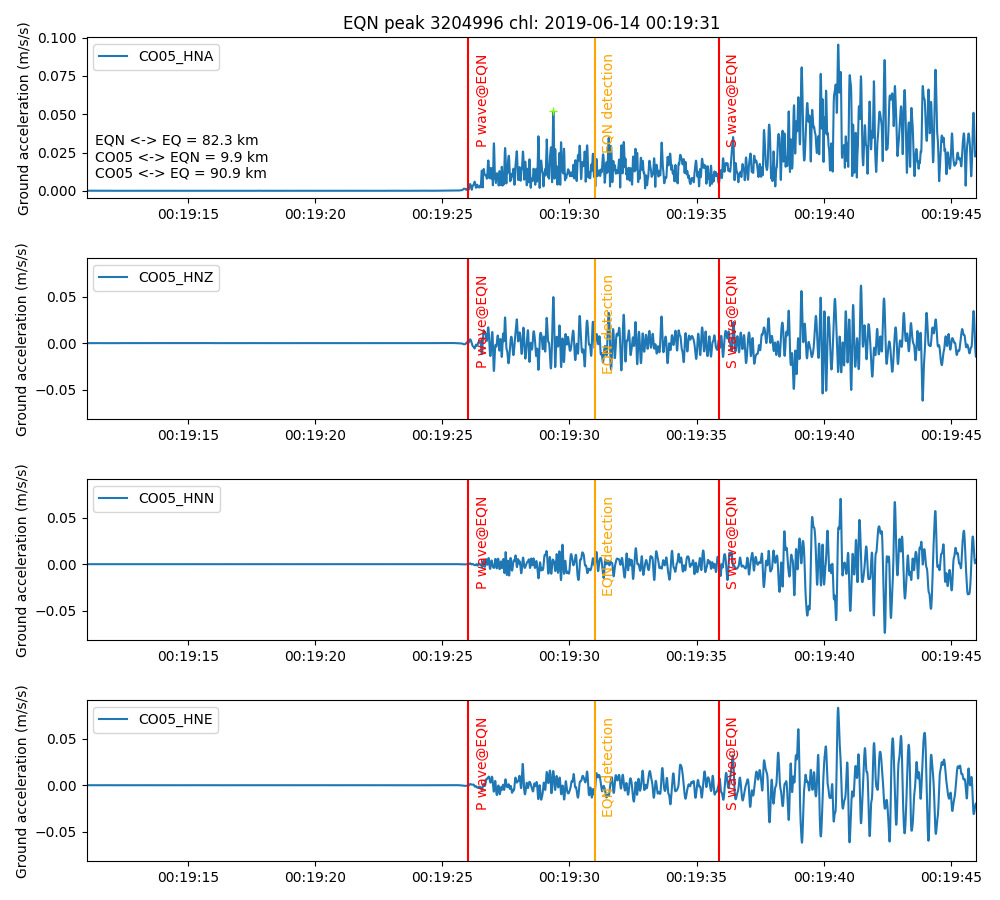 EQN peak 3204996 chl: 2019-06-14 00:19:31
Ground acceleration (m/s/s)
0.100
0.075
0.050
0.025
0.000
CO05_HNA
P wave@EQN
EQN detection
S wave@EQN
EQN <-> EQ = 82.3 km
CO05 <-> EQN = 9.9 km
CO05 <-> EQ = 90.9 km
00:19:15 00:19:20 00:19:25 00:19:30 00:19:35 00:19:40 00:19:45
Ground acceleration (m/s/s)
0.05
0.00
−0.05
CO05_HNZ
P wave@EQN
EQN detection
S wave@EQN
00:19:15 00:19:20 00:19:25 00:19:30 00:19:35 00:19:40 00:19:45
Ground acceleration (m/s/s)
0.05
0.00
−0.05
CO05_HNN
P wave@EQN
EQN detection
S wave@EQN
00:19:15 00:19:20 00:19:25 00:19:30 00:19:35 00:19:40 00:19:45
Ground acceleration (m/s/s)
0.05
0.00
−0.05
CO05_HNE
P wave@EQN
EQN detection
S wave@EQN
00:19:15 00:19:20 00:19:25 00:19:30 00:19:35 00:19:40 00:19:45